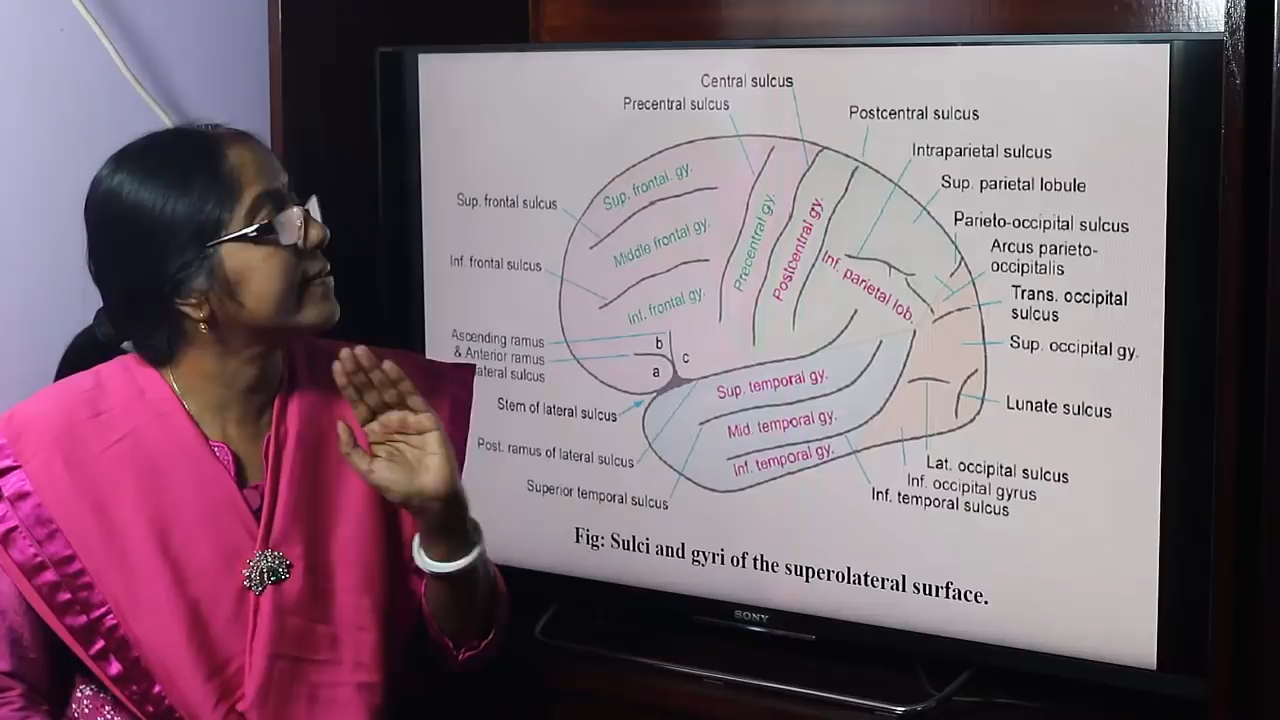 Central sulcus
Precentral sulcus
Postcentral sulcus
Intraparietal sulcus
Sup. parietal lobule
Sup. frontal sulcus
Sup. frontal. gy.
Parieto-occipital sulcus
Middle frontal gy.
Precentral gy.
Postcentral gy.
Arcus parieto-
occipitalis
Inf. frontal sulcus
Inf. frontal gy.
Inf. parietal lob.
Trans. occipital
sulcus
Ascending ramus
& Anterior ramus
lateral sulcus
b
c
a
Sup. occipital gy.
Sup. temporal gy.
Stem of lateral sulcus
Mid. temporal gy.
Lunate sulcus
Post. ramus of lateral sulcus
Inf. temporal gy.
Lat. occipital sulcus
Inf. occipital gyrus
Inf. temporal sulcus
Superior temporal sulcus
Fig: Sulci and gyri of the superolateral surface.
SONY